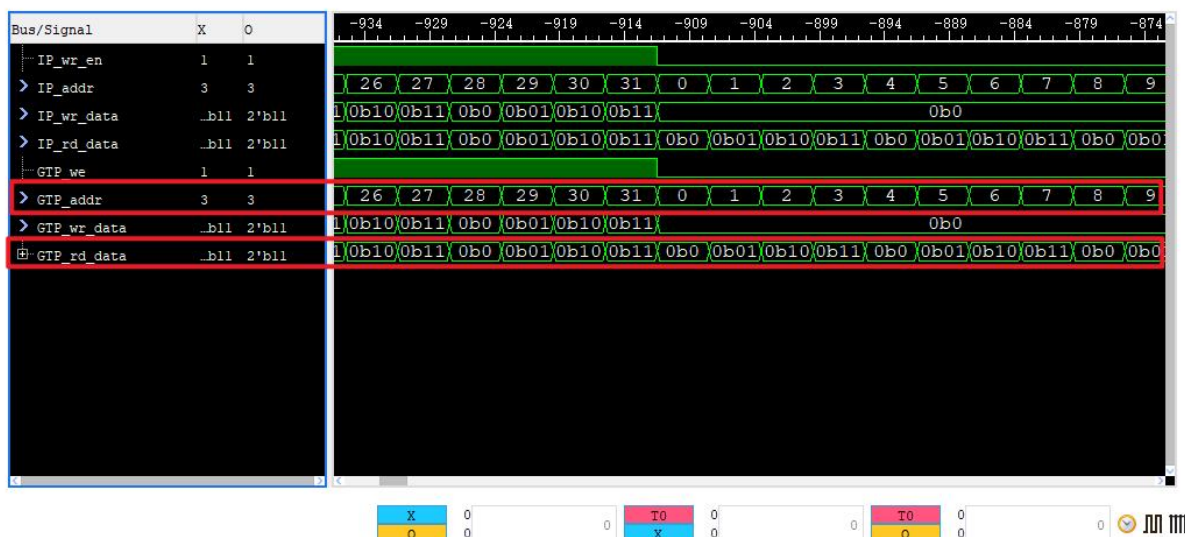 Bus/Signal X O -934 -929 -924 -919 -914 -909 -904 -899 -894 -889 -884 -879 -874
IP_wr_en 1 1
IP_addr 3 3 26 27 28 29 30 31 0 1 2 3 4 5 6 7 8 9
IP_wr_data …b11 2'b11 1 0b10 0b11 0b0 0b01 0b10 0b11 0b0
IP_rd_data …b11 2'b11 1 0b10 0b11 0b0 0b01 0b10 0b11 0b0 0b01 0b10 0b11 0b0 0b01 0b10 0b11 0b0 0b01
GTP_we 1 1
GTP_addr 3 3 26 27 28 29 30 31 0 1 2 3 4 5 6 7 8 9
GTP_wr_data …b11 2'b11 1 0b10 0b11 0b0 0b01 0b10 0b11 0b0
GTP_rd_data …b11 2'b11 1 0b10 0b11 0b0 0b01 0b10 0b11 0b0 0b01 0b10 0b11 0b0 0b01 0b10 0b11 0b0 0b0
X 0 0 T0 0 0 T0 0 0
O 0 X 0 O 0